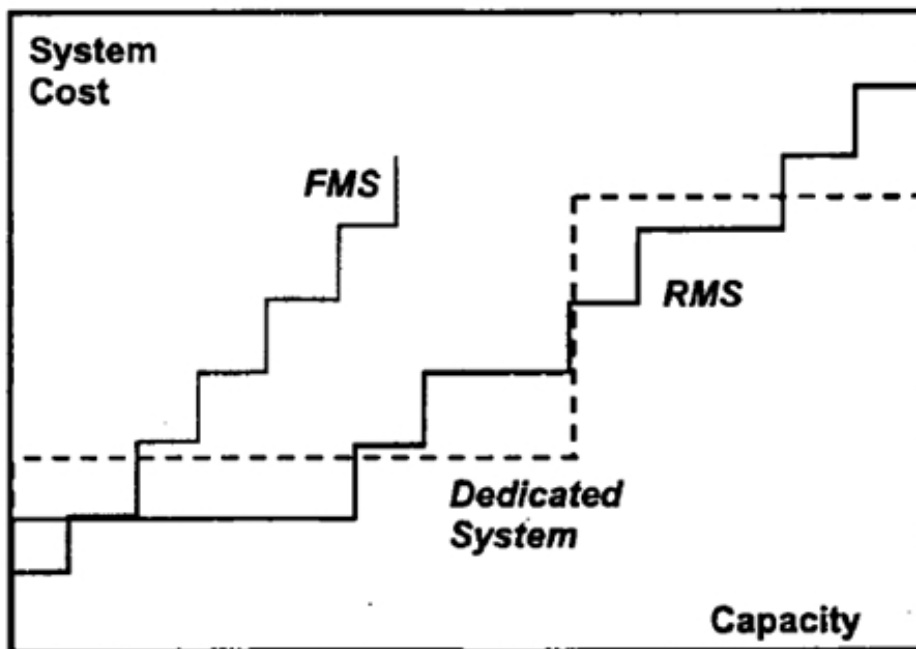 System
Cost
FMS
RMS
Dedicated
System
Capacity